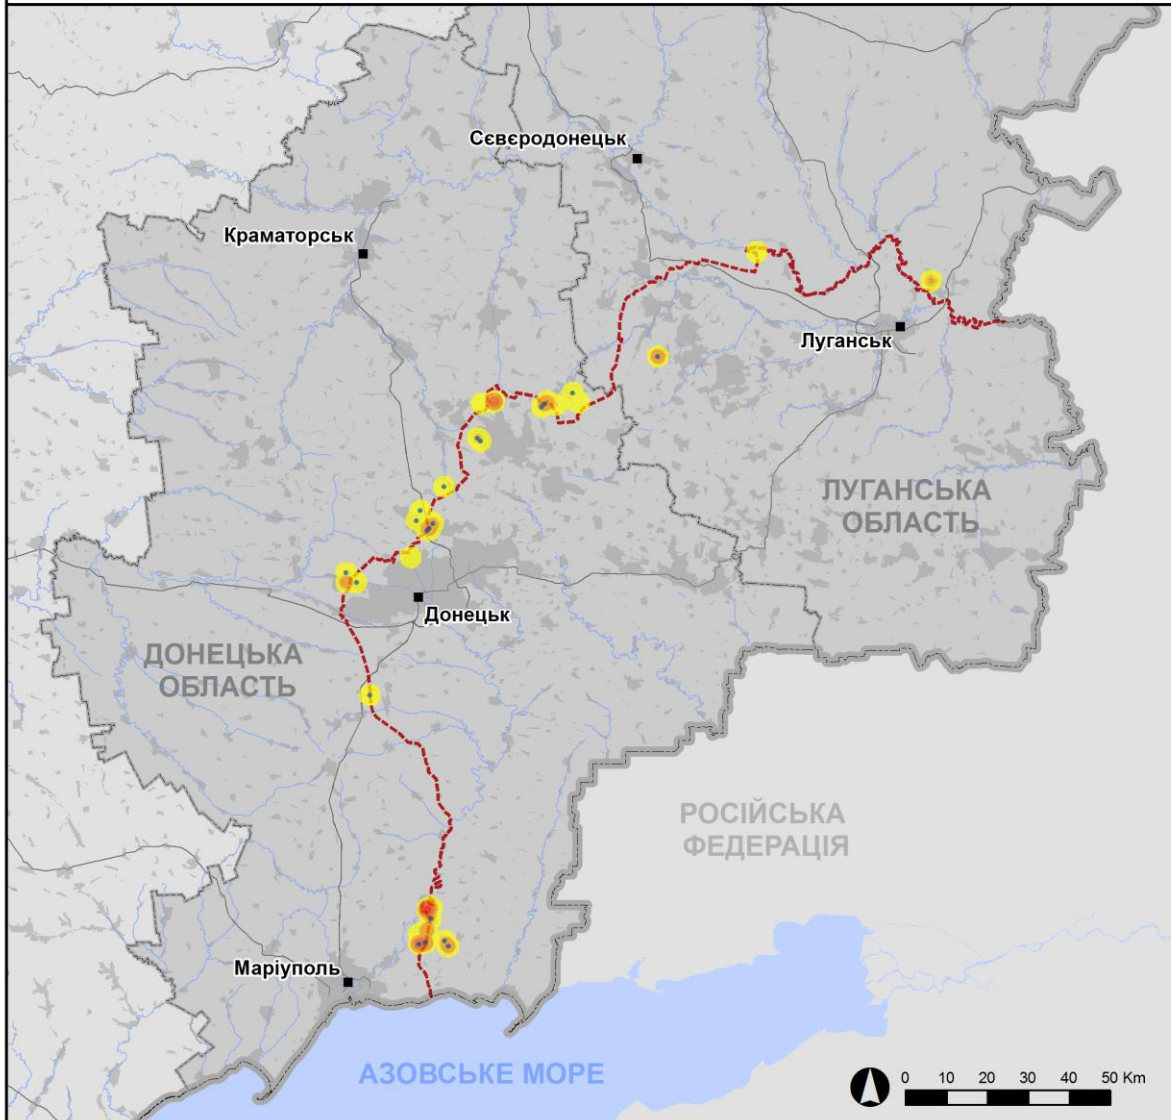 Сєвєродонецьк
Краматорськ
Луганськ
ЛУГАНСЬКА
ОБЛАСТЬ
Донецьк
ДОНЕЦЬКА
ОБЛАСТЬ
РОСІЙСЬКА
ФЕДЕРАЦІЯ
Маріуполь
АЗОВСЬКЕ МОРЕ
0 10 20 30 40 50 Km